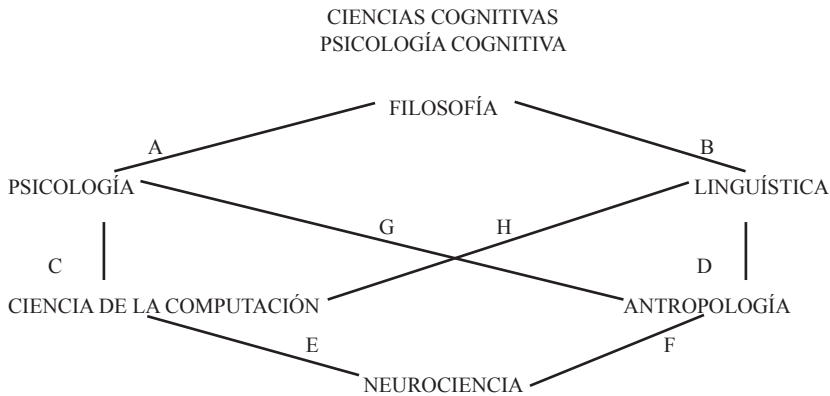 CIENCIAS COGNITIVAS
PSICOLOGÍA COGNITIVA
FILOSOFÍA
A
B
PSICOLOGÍA
LINGUÍSTICA
G
H
C
D
CIENCIA DE LA COMPUTACIÓN
ANTROPOLOGÍA
E
F
NEUROCIENCIA